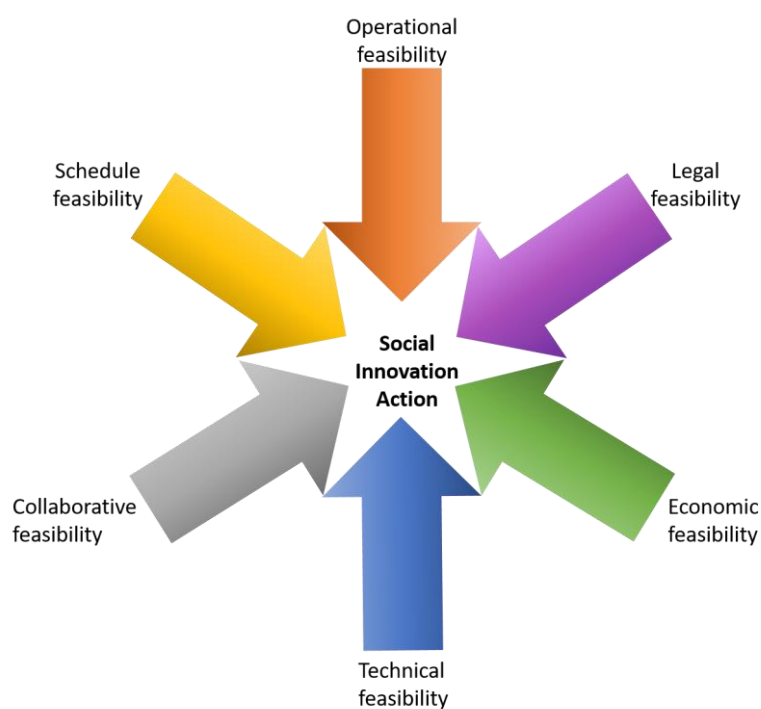 Operational
feasibility
Schedule
feasibility
Legal
feasibility
Social
Innovation
Action
Collaborative
feasibility
Economic
feasibility
Technical
feasibility